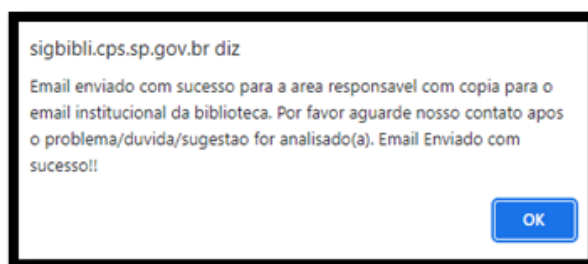 sigbibli.cps.sp.gov.br diz
Email enviado com sucesso para a area responsavel com copia para o
email institucional da biblioteca. Por favor aguarde nosso contato apos
o problema/duvida/sugestao for analisado(a). Email Enviado com
sucesso!!
OK